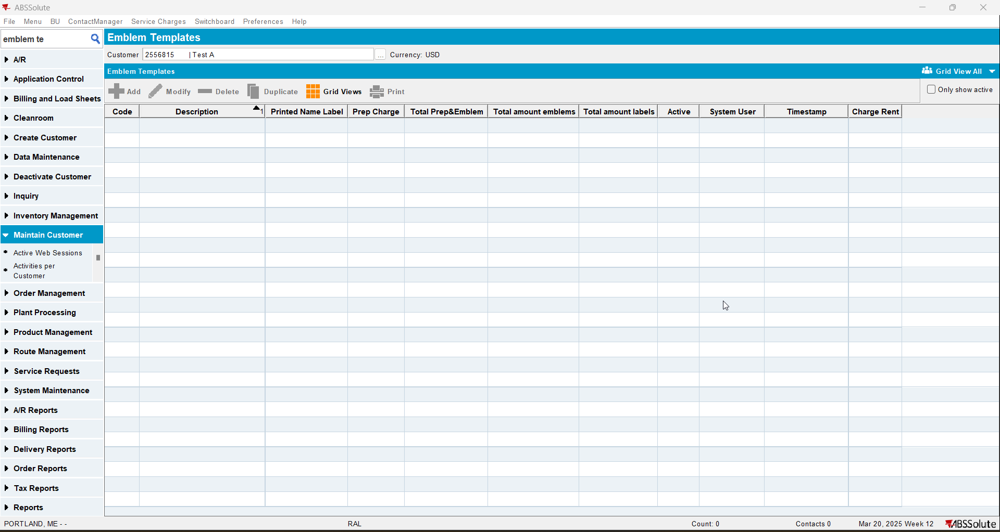 ABSSolute
File Menu BU ContactManager Service Charges Switchboard Preferences Help
emblem te
Emblem Templates
Customer 2556815 | Test A ... Currency: USD
Emblem Templates
Grid View All
Add Modify Delete Duplicate Grid Views Print
Only show active
Code Description 1 Printed Name Label Prep Charge Total Prep&Emblem Total amount emblems Total amount labels Active System User Timestamp Charge Rent
A/R
Application Control
Billing and Load Sheets
Cleanroom
Create Customer
Data Maintenance
Deactivate Customer
Inquiry
Inventory Management
Maintain Customer
Active Web Sessions
Activities per
Customer
Order Management
Plant Processing
Product Management
Route Management
Service Requests
System Maintenance
A/R Reports
Billing Reports
Delivery Reports
Order Reports
Tax Reports
Reports
PORTLAND, ME - - RAL Count: 0 Contacts 0 Mar 20, 2025 Week 12 ABSSolute